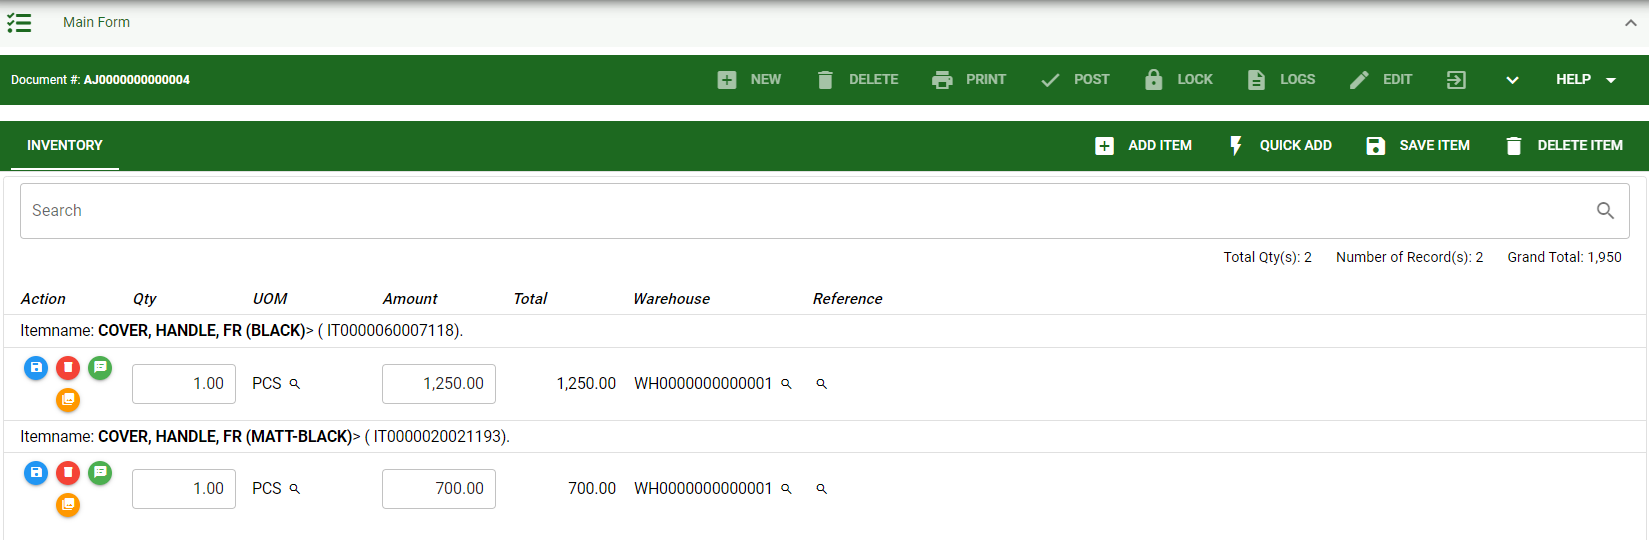 Main Form
Document #: AJ0000000000004 NEW DELETE PRINT POST LOCK LOGS EDIT HELP
INVENTORY ADD ITEM QUICK ADD SAVE ITEM DELETE ITEM
Search
Total Qty(s): 2 Number of Record(s): 2 Grand Total: 1,950
Action Qty UOM Amount Total Warehouse Reference
Itemname: COVER, HANDLE, FR (BLACK)> ( IT0000060007118).
1.00 PCS 1,250.00 1,250.00 WH0000000000001
Itemname: COVER, HANDLE, FR (MATT-BLACK)> ( IT0000020021193).
1.00 PCS 700.00 700.00 WH0000000000001